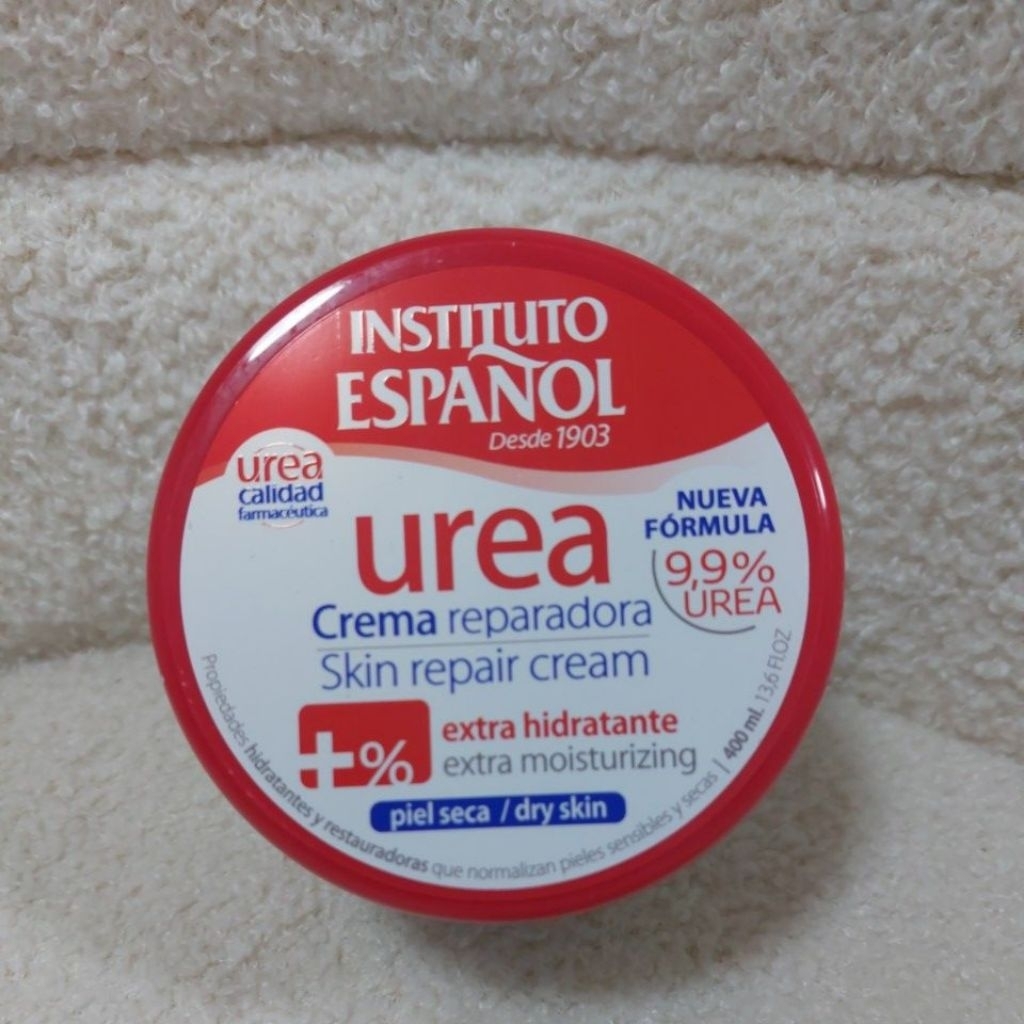 INSTITUTO
ESPAÑOL
Desde 1903
urea
calidad
farmacéutica
urea
NUEVA
FÓRMULA
9,9%
UREA
Crema reparadora
Skin repair cream
+%
extra hidratante
extra moisturizing
piel seca / dry skin
Propiedades hidratantes y restauradoras que normalizan pieles sensibles y secas | 400 ml. 13,6 Fl.OZ